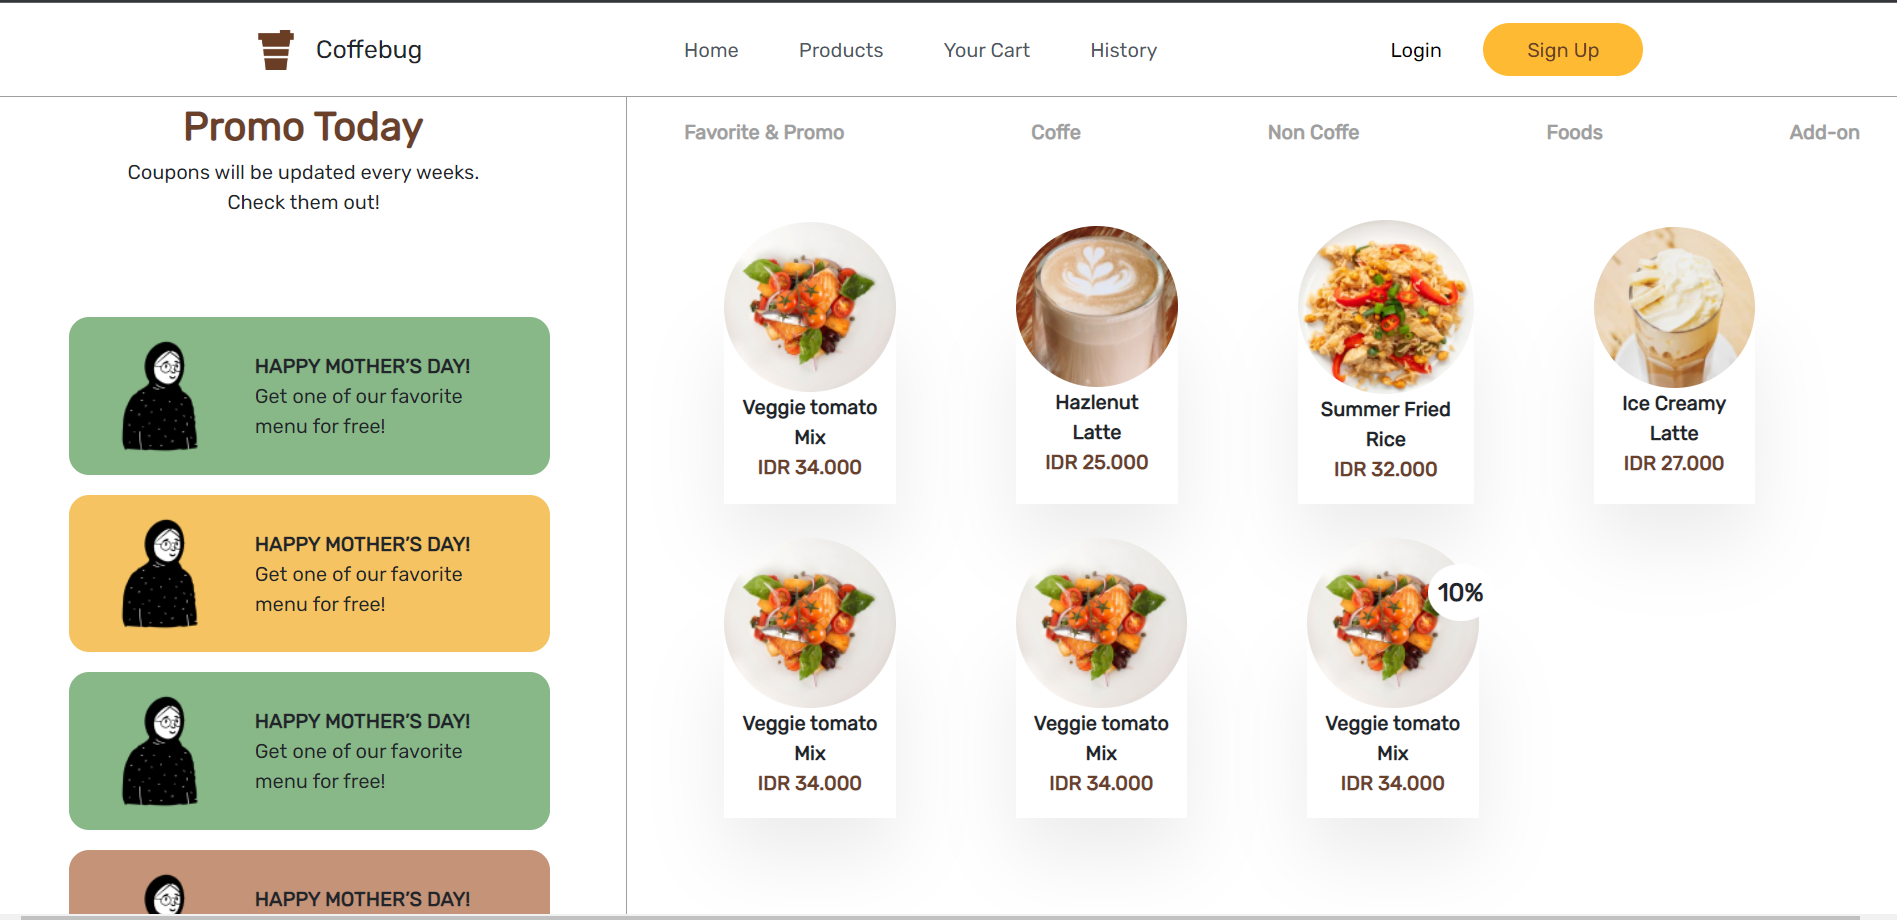 Coffebug
Home
Products
Your Cart
History
Login
Sign Up
Promo Today
Coupons will be updated every weeks.
Check them out!
HAPPY MOTHER'S DAY!
Get one of our favorite
menu for free!
HAPPY MOTHER'S DAY!
Get one of our favorite
menu for free!
HAPPY MOTHER'S DAY!
Get one of our favorite
menu for free!
HAPPY MOTHER'S DAY!
Favorite & Promo
Coffe
Non Coffe
Foods
Add-on
Veggie tomato
Mix
IDR 34.000
Hazlenut
Latte
IDR 25.000
Summer Fried
Rice
IDR 32.000
Ice Creamy
Latte
IDR 27.000
Veggie tomato
Mix
IDR 34.000
Veggie tomato
Mix
IDR 34.000
10%
Veggie tomato
Mix
IDR 34.000